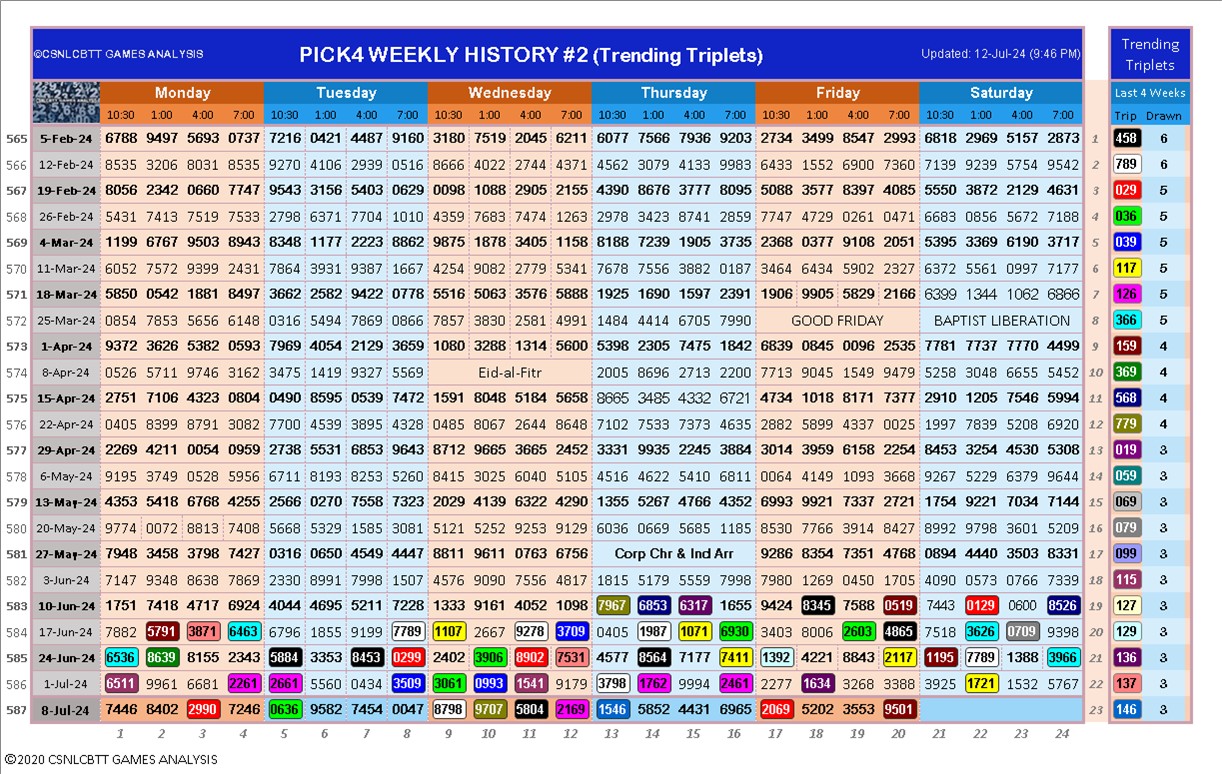 ©CSNLCBTT GAMES ANALYSIS PICK4 WEEKLY HISTORY #2 (Trending Triplets) Updated: 12-Jul-24 (9:46 PM) Trending Triplets
Monday Tuesday Wednesday Thursday Friday Saturday Last 4 Weeks
10:30 1:00 4:00 7:00 10:30 1:00 4:00 7:00 10:30 1:00 4:00 7:00 10:30 1:00 4:00 7:00 10:30 1:00 4:00 7:00 10:30 1:00 4:00 7:00 Trip Drawn
565 5-Feb-24 6788 9497 5693 0737 7216 0421 4487 9160 3180 7519 2045 6211 6077 7566 7936 9203 2734 3499 8547 2993 6818 2969 5157 2873 1 458 6
566 12-Feb-24 8535 3206 8031 8535 9270 4106 2939 0516 8666 4022 2744 4371 4562 3079 4133 9983 6433 1552 6900 7360 7139 9239 5754 9542 2 789 6
567 19-Feb-24 8056 2342 0660 7747 9543 3156 5403 0629 0098 1088 2905 2155 4390 8676 3777 8095 5088 3577 8397 4085 5550 3872 2129 4631 3 029 5
568 26-Feb-24 5431 7413 7519 7533 2798 6371 7704 1010 4359 7683 7474 1263 2978 3423 8741 2859 7747 4729 0261 0471 6683 0856 5672 7188 4 036 5
569 4-Mar-24 1199 6767 9503 8943 8348 1177 2223 8862 9875 1878 3405 1158 8188 7239 1905 3735 2368 0377 9108 2051 5395 3369 6190 3717 5 039 5
570 11-Mar-24 6052 7572 9399 2431 7864 3931 9387 1667 4254 9082 2779 5341 7678 7556 3882 0187 3464 6434 5902 2327 6372 5561 0997 7177 6 117 5
571 18-Mar-24 5850 0542 1881 8497 3662 2582 9422 0778 5516 5063 3576 5888 1925 1690 1597 2391 1906 9905 5829 2166 6399 1344 1062 6866 7 126 5
572 25-Mar-24 0854 7853 5656 6148 0316 5494 7869 0866 7857 3830 2581 4991 1484 4414 6705 7990 GOOD FRIDAY BAPTIST LIBERATION 8 366 5
573 1-Apr-24 9372 3626 5382 0593 7969 4054 2129 3659 1080 3288 1314 5600 5398 2305 7475 1842 6839 0845 0096 2535 7781 7737 7770 4499 9 159 4
574 8-Apr-24 0526 5711 9746 3162 3475 1419 9327 5569 Eid-al-Fitr 2005 8696 2713 2200 7713 9045 1549 9479 5258 3048 6655 5452 10 369 4
575 15-Apr-24 2751 7106 4323 0804 0490 8595 0539 7472 1591 8048 5184 5658 8665 3485 4332 6721 4734 1018 8171 7377 2910 1205 7546 5994 11 568 4
576 22-Apr-24 0405 8399 8791 3082 7700 4539 3895 4328 0485 8067 2644 8648 7102 7533 7373 4635 2882 5899 4337 0025 1997 7839 5208 6920 12 779 4
577 29-Apr-24 2269 4211 0054 0959 2738 5531 6853 9643 8712 9665 3665 2452 3331 9935 2245 3884 3014 3959 6158 2254 8453 3254 4530 5308 13 019 3
578 6-May-24 9195 3749 0528 5956 6711 8193 8253 5260 8415 3025 6040 5105 4516 4622 5410 6811 0064 4149 1093 3668 9267 5229 6379 9644 14 059 3
579 13-May-24 4353 5418 6768 4255 2566 0270 7558 7323 2029 4139 6322 4290 1355 5267 4766 4352 6993 9921 7337 2721 1754 9221 7034 7144 15 069 3
580 20-May-24 9774 0072 8813 7408 5668 5329 1585 3081 5121 5252 9253 9129 6036 0669 5685 1185 8530 7766 3914 8427 8992 9798 3601 5209 16 079 3
581 27-May-24 7948 3458 3798 7427 0316 0650 4549 4447 8811 9611 0763 6756 Corp Chr & Ind Arr 9286 8354 7351 4768 0894 4440 3503 8331 17 099 3
582 3-Jun-24 7147 9348 8638 7869 2330 8991 7998 1507 4576 9090 7556 4817 1815 5179 5559 7998 7980 1269 0450 1705 4090 0573 0766 7339 18 115 3
583 10-Jun-24 1751 7418 4717 6924 4044 4695 5211 7228 1333 9161 4052 1098 7967 6853 6317 1655 9424 8345 7588 0519 7443 0129 0600 8526 19 127 3
584 17-Jun-24 7882 5791 3871 6463 6796 1855 9199 7789 1107 2667 9278 3709 0405 1987 1071 6930 3403 8006 2603 4865 7518 3626 0709 9398 20 129 3
585 24-Jun-24 6536 8639 8155 2343 5884 3353 8453 0299 2402 3906 8902 7531 4577 8564 7177 7411 1392 4221 8843 2117 1195 7789 1388 3966 21 136 3
586 1-Jul-24 6511 9961 6681 2261 2661 5560 0434 3509 3061 0993 1541 9179 3798 1762 9994 2461 2277 1634 3268 3388 3925 1721 1532 5767 22 137 3
587 8-Jul-24 7446 8402 2990 7246 0636 9582 7454 0047 8798 9707 5804 2169 1546 5852 4431 6965 2069 5202 3553 9501 23 146 3
1 2 3 4 5 6 7 8 9 10 11 12 13 14 15 16 17 18 19 20 21 22 23 24
©2020 CSNLCBTT GAMES ANALYSIS